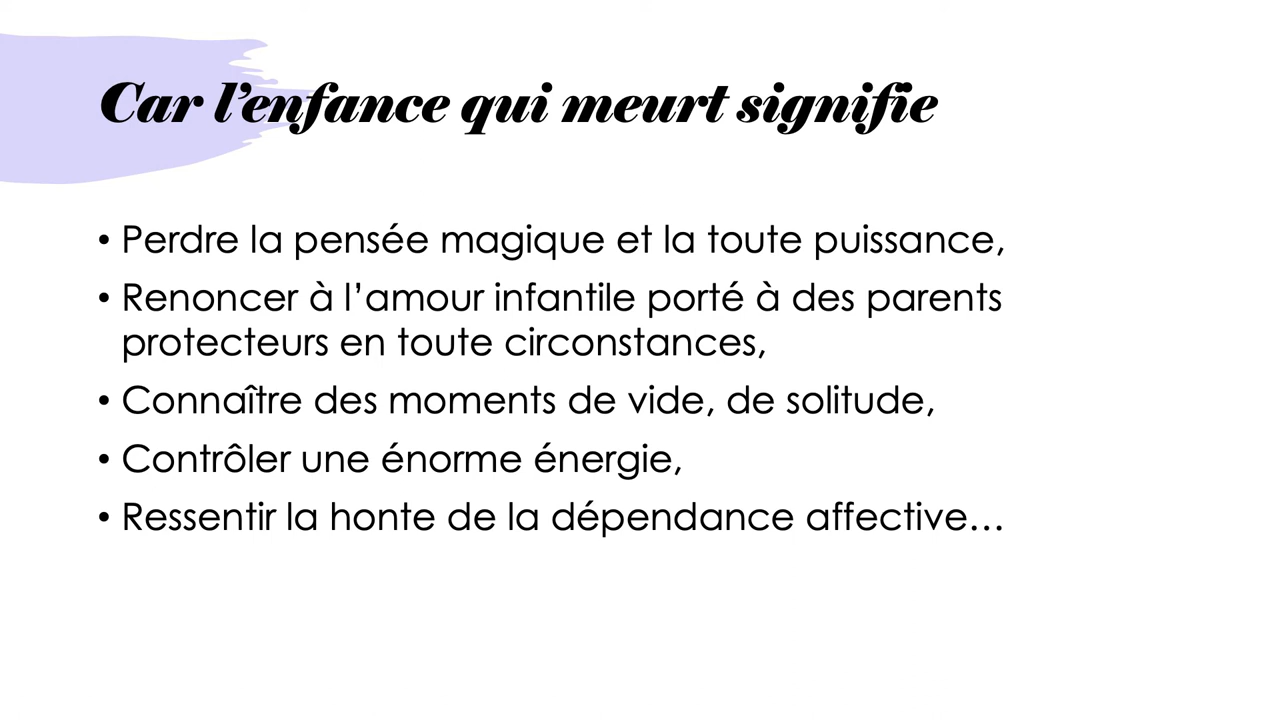 Car l’enfance qui meurt signifie
• Perdre la pensée magique et la toute puissance,
• Renoncer à l’amour infantile porté à des parents
protecteurs en toute circonstances,
• Connaître des moments de vide, de solitude,
• Contrôler une énorme énergie,
• Ressentir la honte de la dépendance affective…